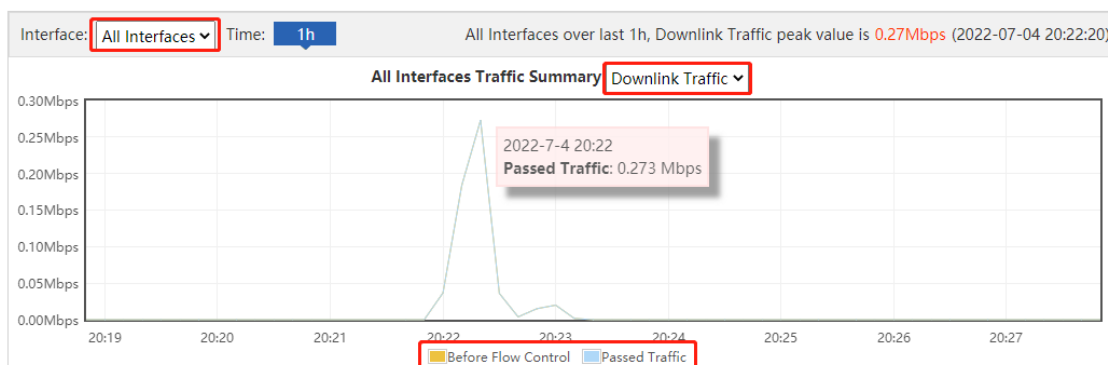 Interface: All Interfaces Time: 1h All Interfaces over last 1h, Downlink Traffic peak value is 0.27Mbps (2022-07-04 20:22:20)
All Interfaces Traffic Summary Downlink Traffic
0.30Mbps
0.25Mbps
2022-7-4 20:22
Passed Traffic: 0.273 Mbps
0.20Mbps
0.15Mbps
0.10Mbps
0.05Mbps
0.00Mbps
20:19 20:20 20:21 20:22 20:23 20:24 20:25 20:26 20:27
Before Flow Control Passed Traffic